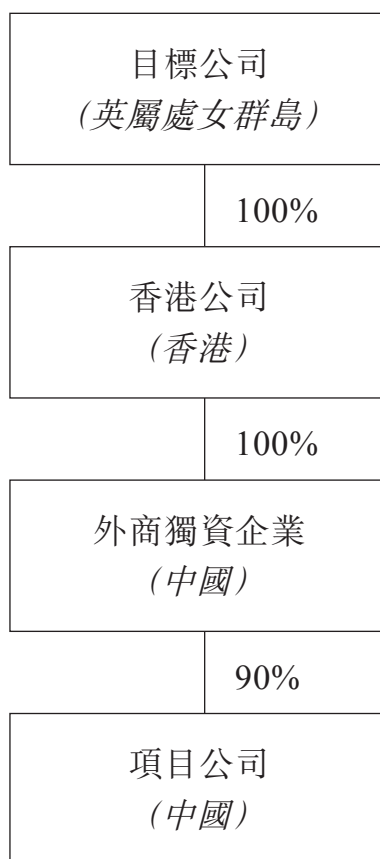 目標公司
(英屬處女群島)
100%
香港公司
(香港)
100%
外商獨資企業
(中國)
90%
項目公司
(中國)